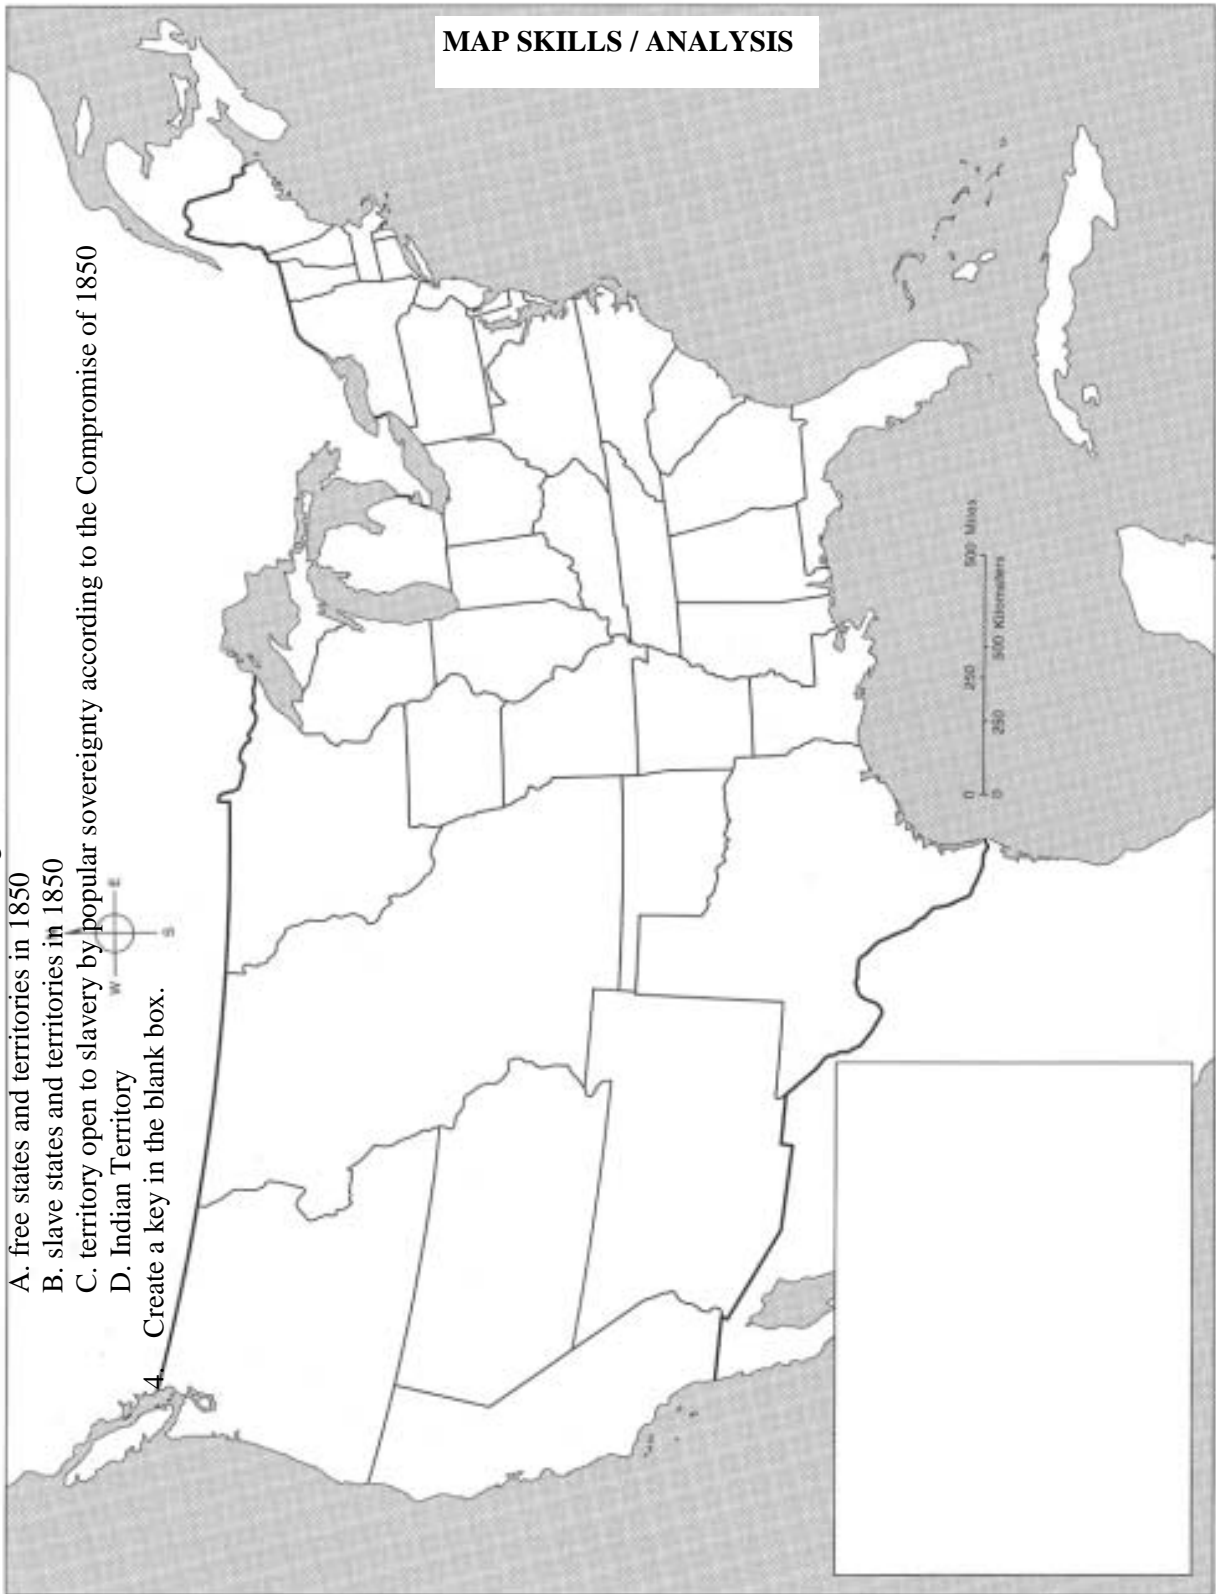 MAP SKILLS / ANALYSIS
A. free states and territories in 1850
B. slave states and territories in 1850
C. territory open to slavery by popular sovereignty according to the Compromise of 1850
D. Indian Territory
4. Create a key in the blank box.
W
E
S
0 250 500 Miles
0 250 500 Kilometers